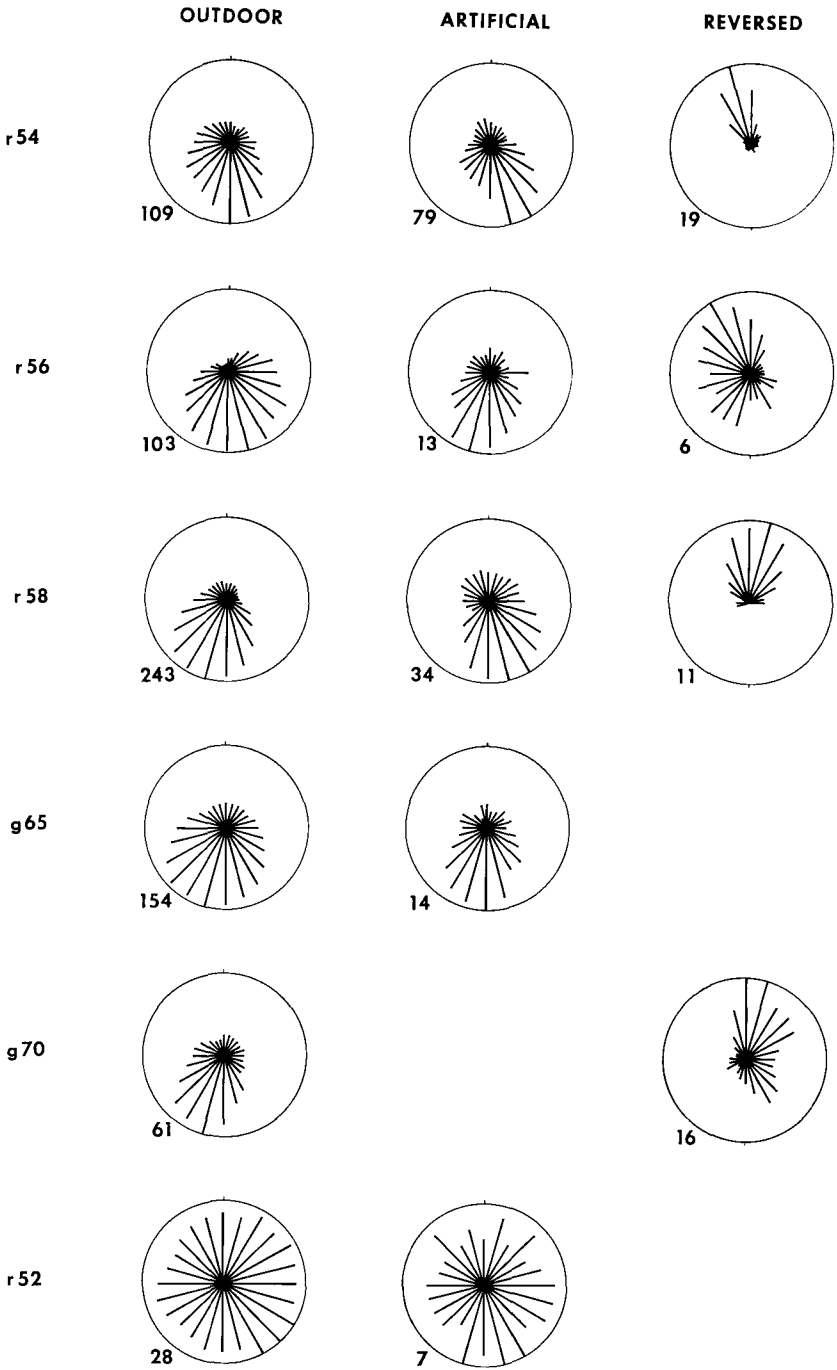 OUTDOOR ARTIFICIAL REVERSED
r54
109 79 19
r56
103 13 6
r58
243 34 11
g65
154 14
g70
61 16
r52
28 7